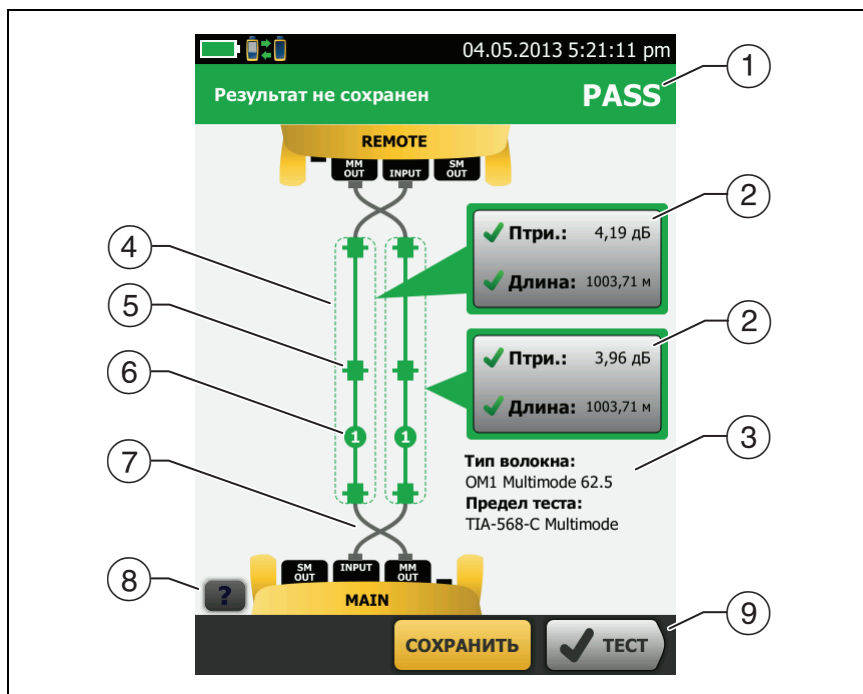 04.05.2013 5:21:11 pm
1
Результат не сохранен
PASS
REMOTE
MM OUT
INPUT
SM OUT
2
Птри.: 4,19 дБ
Длина: 1003,71 м
4
5
2
Птри.: 3,96 дБ
Длина: 1003,71 м
6
1
1
3
Тип волокна:
OM1 Multimode 62.5
Предел теста:
TIA-568-C Multimode
7
SM OUT
INPUT
MM OUT
8
?
MAIN
9
СОХРАНИТЬ
ТЕСТ